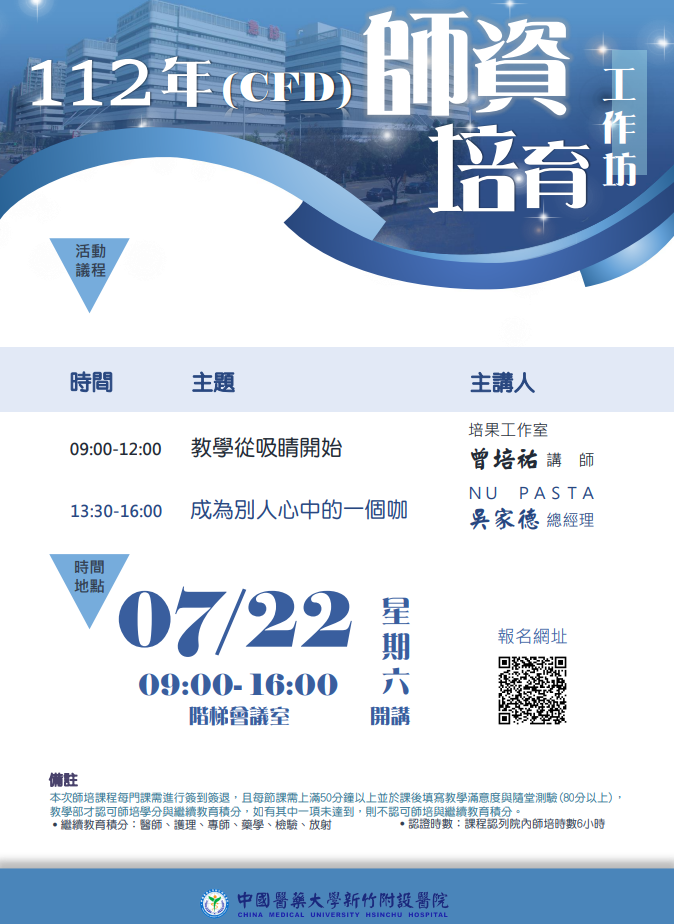 112年(CFD)師資
培育
工作坊
活動
議程
時間 主題 主講人
培果工作室
09:00-12:00 教學從吸睛開始 曾培祐 講 師
NU PASTA
13:30-16:00 成為別人心中的一個咖 吳家德 總經理
時間
地點
07/22 星期六
09:00-16:00
階梯會議室 開講
報名網址
備註
本次師培課程每門課需進行簽到簽退，且每節課需上滿50分鐘以上並於課後填寫教學滿意度與隨堂測驗(80分以上)，
教學部才認可師培學分與繼續教育積分，如有其中一項未達到，則不認可師培與繼續教育積分。
•繼續教育積分：醫師、護理、專師、藥學、檢驗、放射 •認證時數：課程認列院內師培時數6小時
中國醫藥大學新竹附設醫院
CHINA MEDICAL UNIVERSITY HSINCHU HOSPITAL